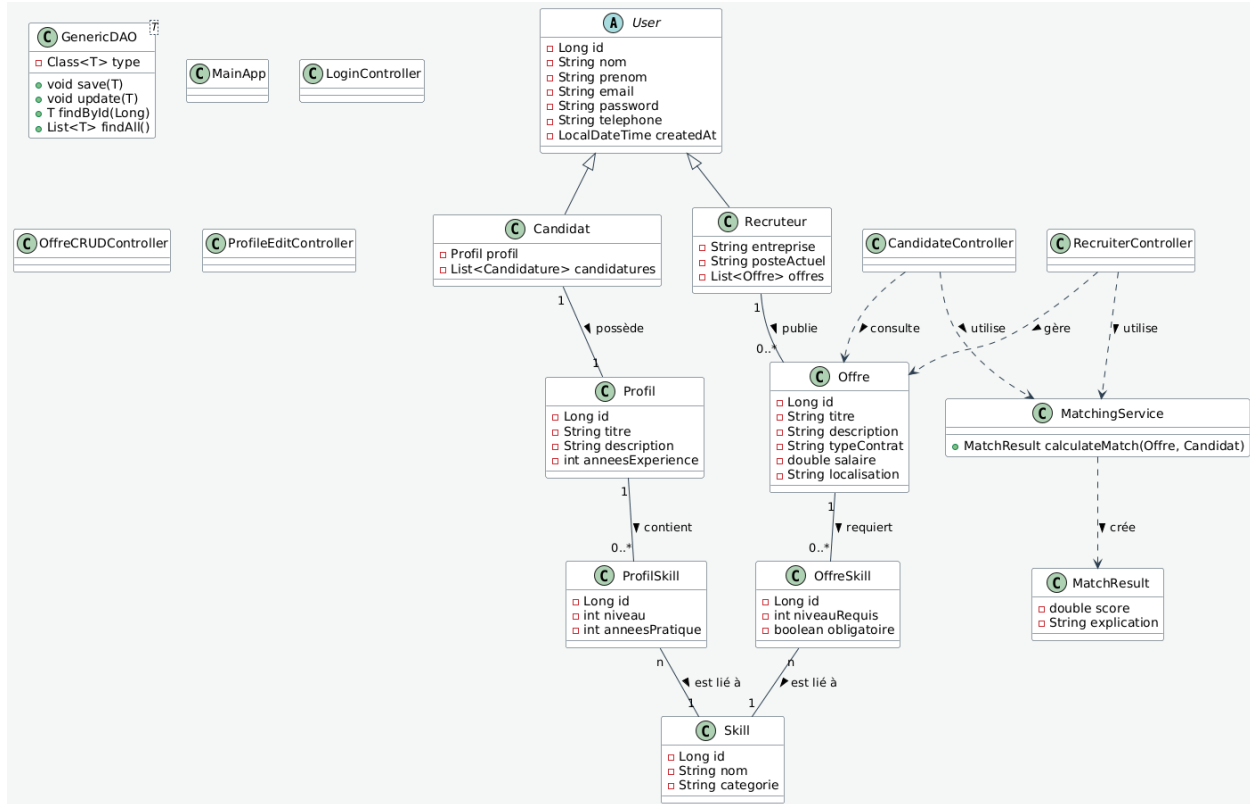 C GenericDAO T
Class<T> type
void save(T)
void update(T)
T findById(Long)
List<T> findAll()
C MainApp
C LoginController
A User
Long id
String nom
String prenom
String email
String password
String telephone
LocalDateTime createdAt
C OffreCRUDController
C ProfileEditController
C Candidat
Profil profil
List<Candidature> candidatures
C Recruteur
String entreprise
String posteActuel
List<Offre> offres
C CandidateController
C RecruiterController
1
possède
1
1
publie
0..*
consulte
utilise
gère
utilise
C Profil
Long id
String titre
String description
int anneesExperience
C Offre
Long id
String titre
String description
String typeContrat
double salaire
String localisation
C MatchingService
MatchResult calculateMatch(Offre, Candidat)
1
contient
0..*
1
requiert
0..*
crée
C ProfilSkill
Long id
int niveau
int anneesPratique
C OffreSkill
Long id
int niveauRequis
boolean obligatoire
C MatchResult
double score
String explication
n
est lié à
1
n
est lié à
1
C Skill
Long id
String nom
String categorie